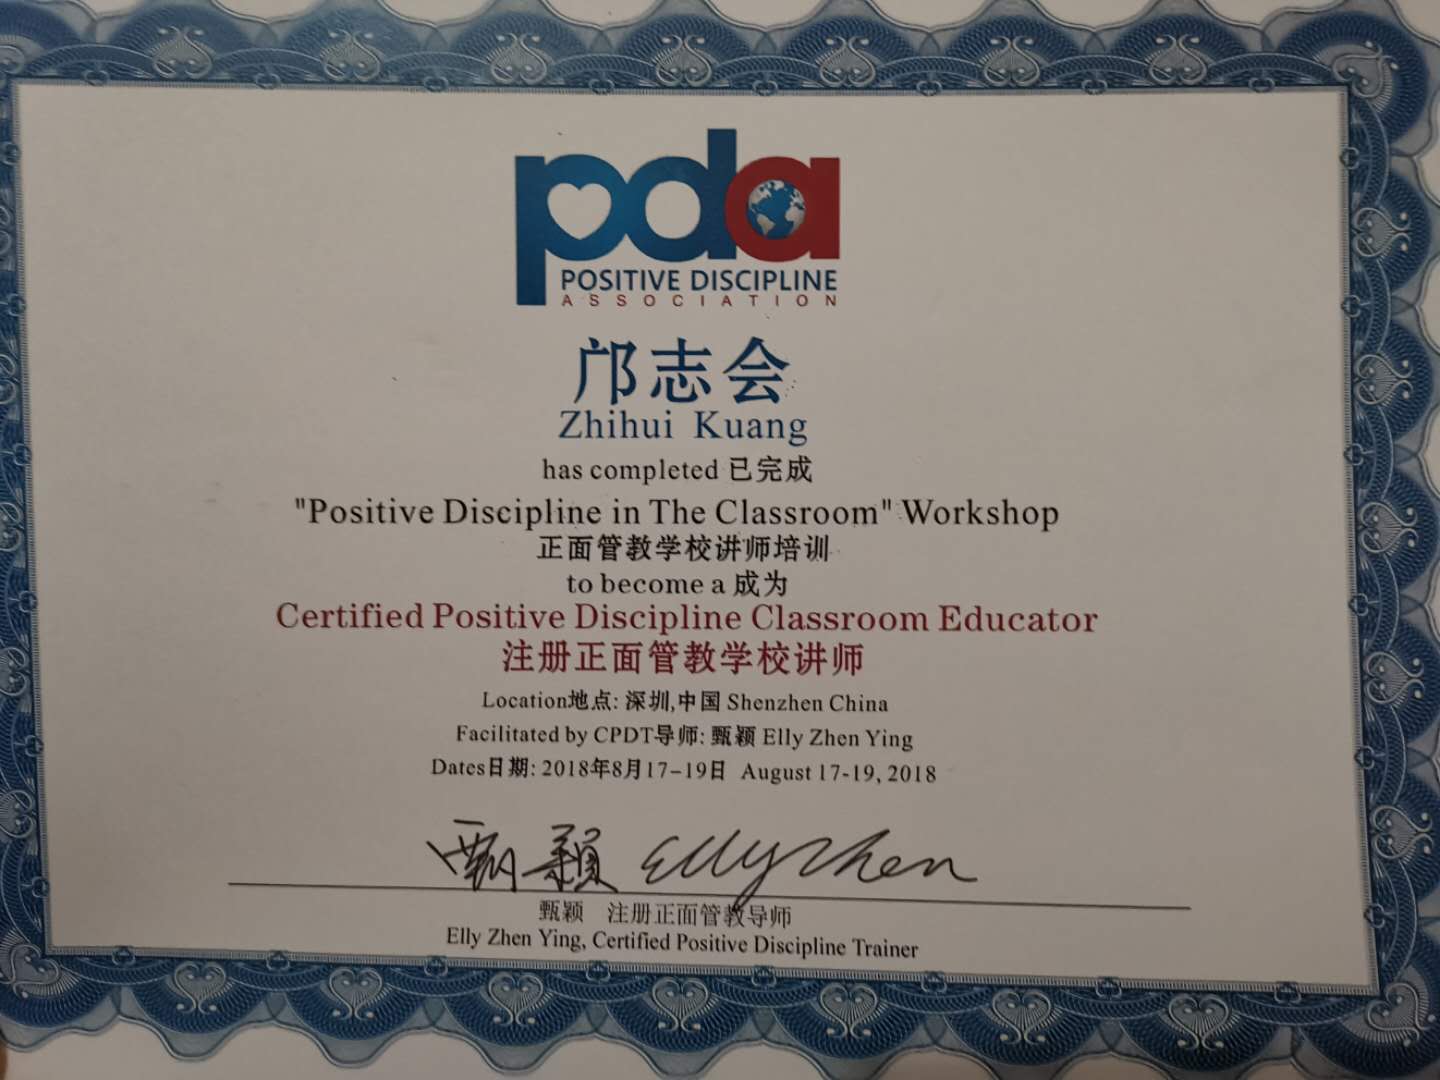 pda
POSITIVE DISCIPLINE
ASSOCIATION
邝志会
Zhihui Kuang
has completed 已完成
"Positive Discipline in The Classroom" Workshop
正面管教学校讲师培训
to become a 成为
Certified Positive Discipline Classroom Educator
注册正面管教学校讲师
Location地点: 深圳,中国 Shenzhen China
Facilitated by CPDT导师: 甄颖 Elly Zhen Ying
Dates日期: 2018年8月17-19日 August 17-19, 2018
甄颖 Elly Zhen
甄颖 注册正面管教导师
Elly Zhen Ying, Certified Positive Discipline Trainer